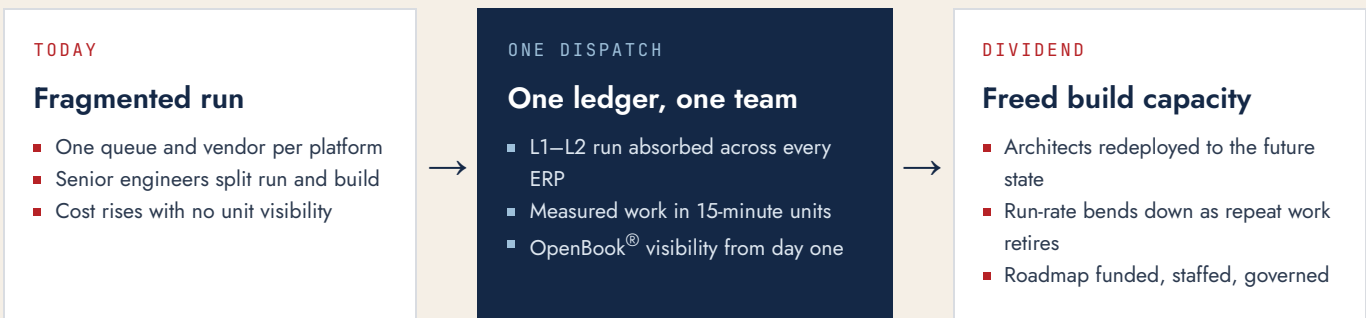 TODAY
Fragmented run
One queue and vendor per platform
Senior engineers split run and build
Cost rises with no unit visibility
→
ONE DISPATCH
One ledger, one team
L1–L2 run absorbed across every
ERP
Measured work in 15-minute units
OpenBook® visibility from day one
→
DIVIDEND
Freed build capacity
Architects redeployed to the future
state
Run-rate bends down as repeat work
retires
Roadmap funded, staffed, governed